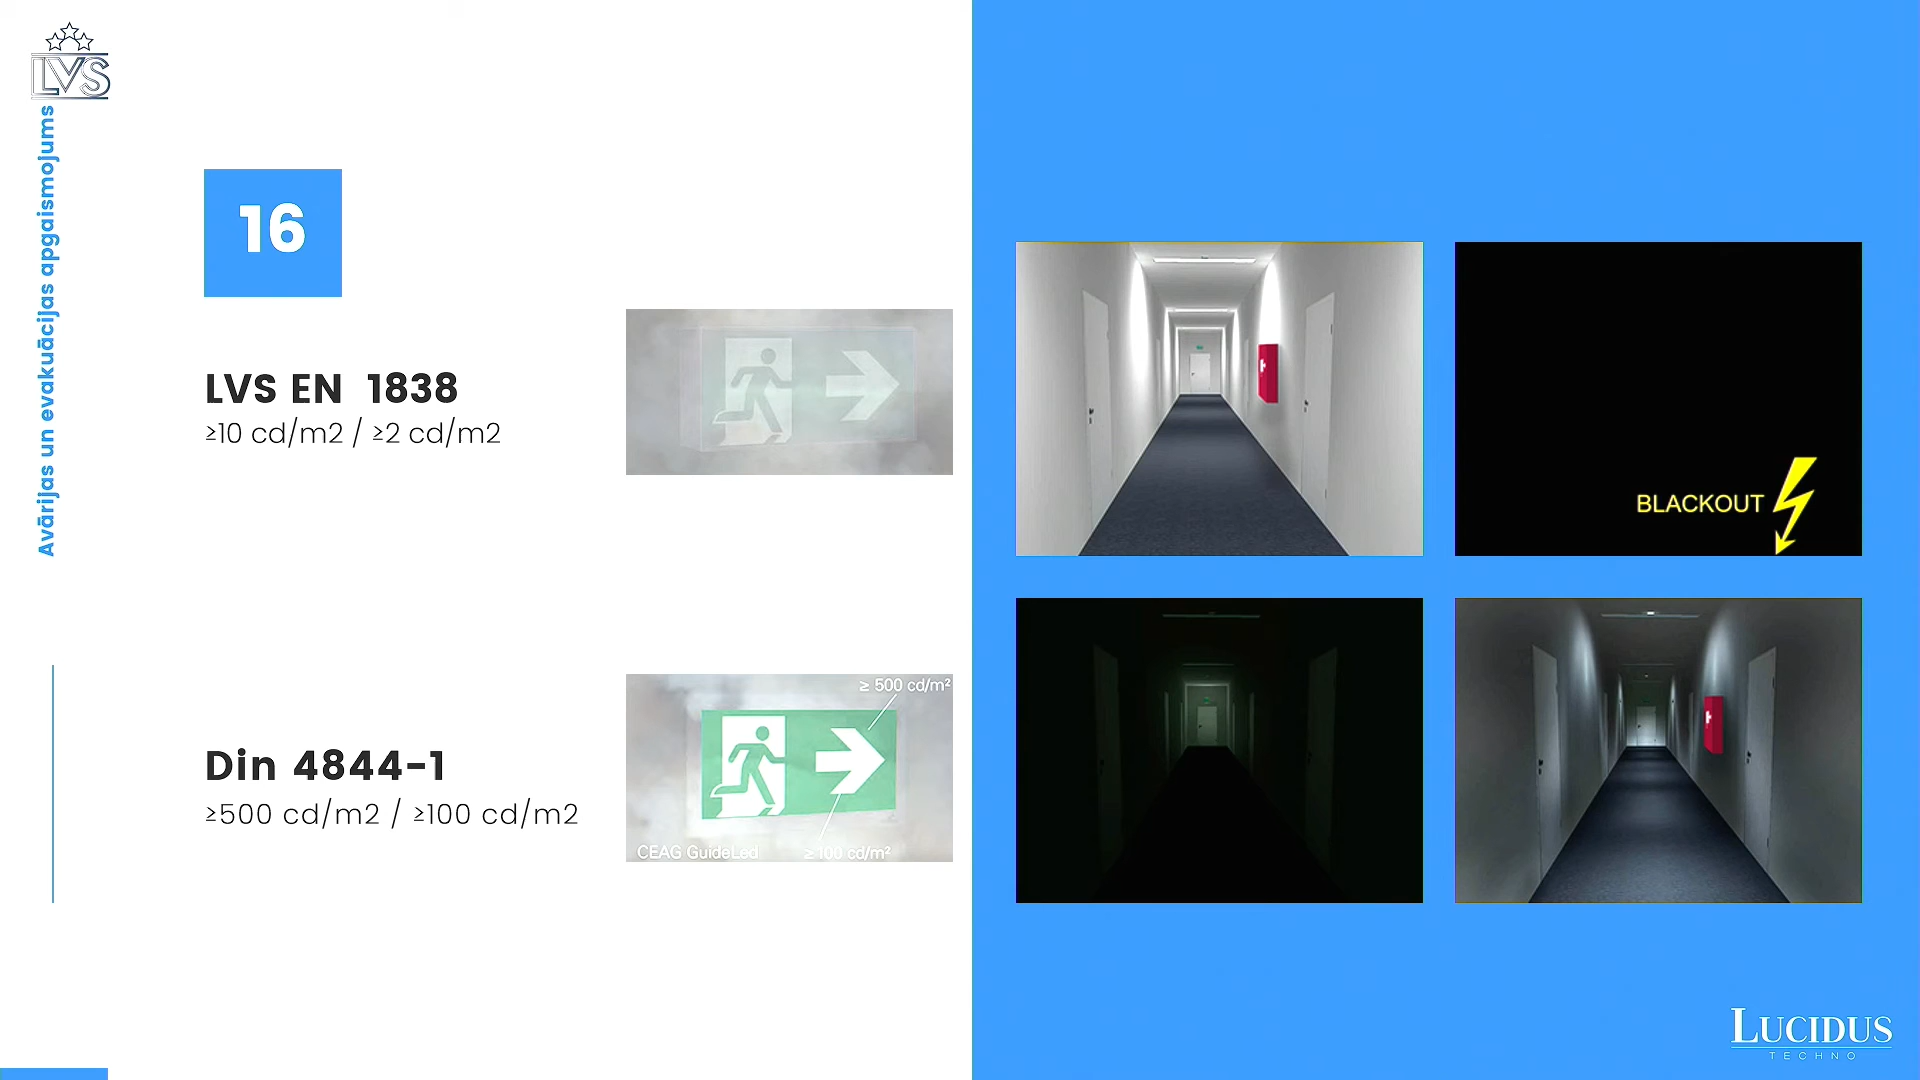 LVS
Avārijas un evakuācijas apgaismojums
16
LVS EN 1838
≥10 cd/m2 / ≥2 cd/m2
Din 4844-1
≥500 cd/m2 / ≥100 cd/m2
≥ 500 cd/m²
CEAG GuideLed
≥ 100 cd/m²
BLACKOUT
LUCIDUS
TECHNO